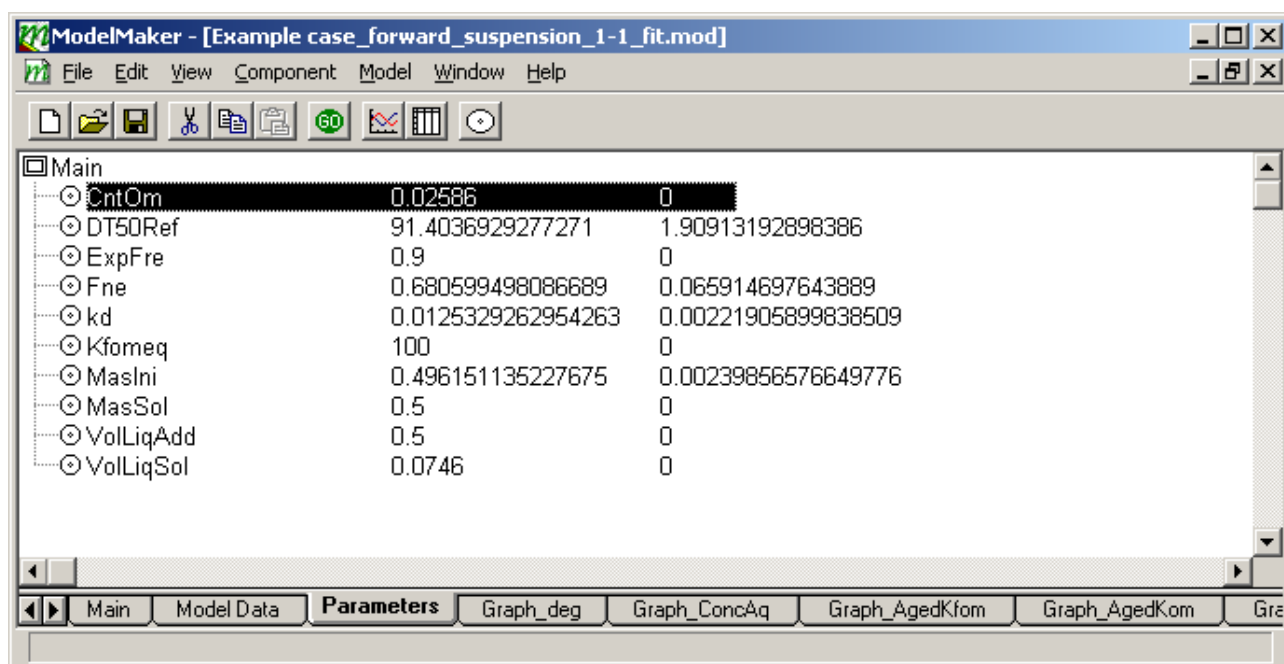 ModelMaker - [Example case_forward_suspension_1-1_fit.mod]
File Edit View Component Model Window Help
GO
Main
CntOm 0.02586 0
DT50Ref 91.4036929277271 1.90913192898386
ExpFre 0.9 0
Fne 0.680599498086689 0.065914697643889
kd 0.0125329262954263 0.00221905899838509
Kfomeq 100 0
MasIni 0.496151135227675 0.00239856576649776
MasSol 0.5 0
VolLiqAdd 0.5 0
VolLiqSol 0.0746 0
Main Model Data Parameters Graph_deg Graph_ConcAq Graph_AgedKfom Graph_AgedKom Gra